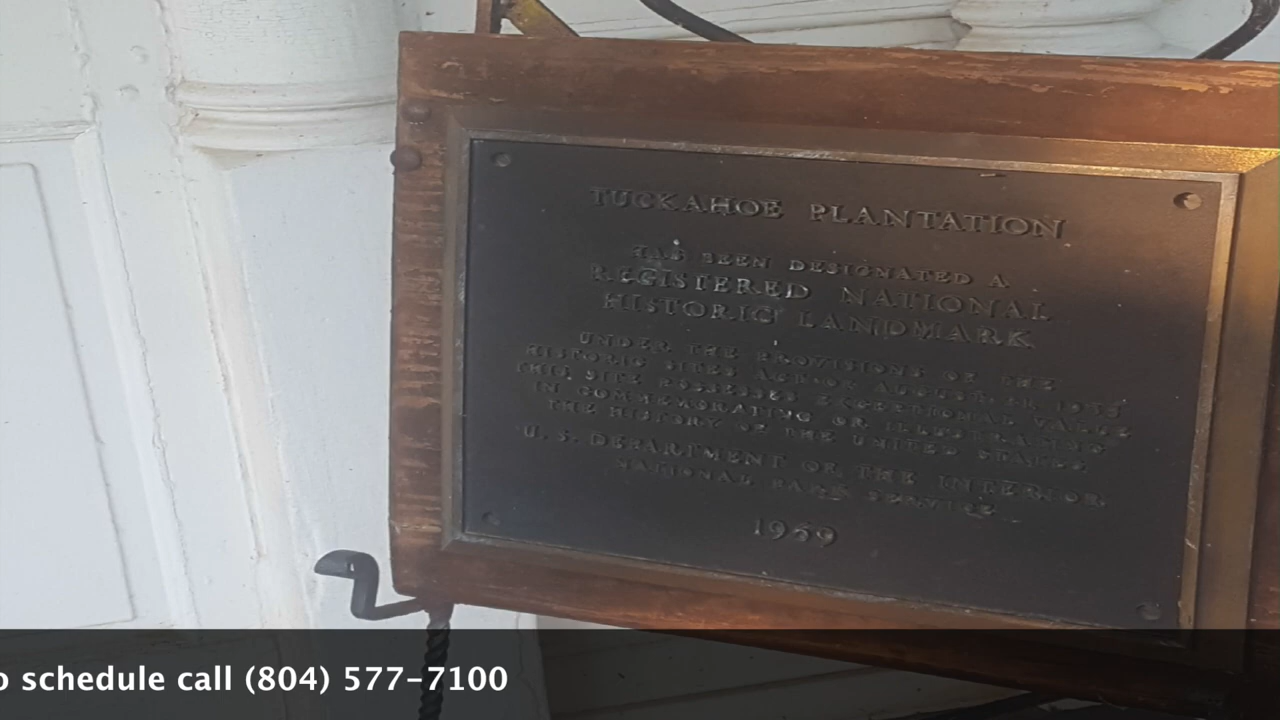 TUCKAHOE PLANTATION
HAS BEEN DESIGNATED A
REGISTERED NATIONAL
HISTORIC LANDMARK
UNDER THE PROVISIONS OF THE
HISTORIC SITES ACT OF AUGUST 21, 1935
THIS SITE POSSESSES EXCEPTIONAL VALUE
IN COMMEMORATING OR ILLUSTRATING
THE HISTORY OF THE UNITED STATES
U. S. DEPARTMENT OF THE INTERIOR
NATIONAL PARK SERVICE
1969
o schedule call (804) 577-7100